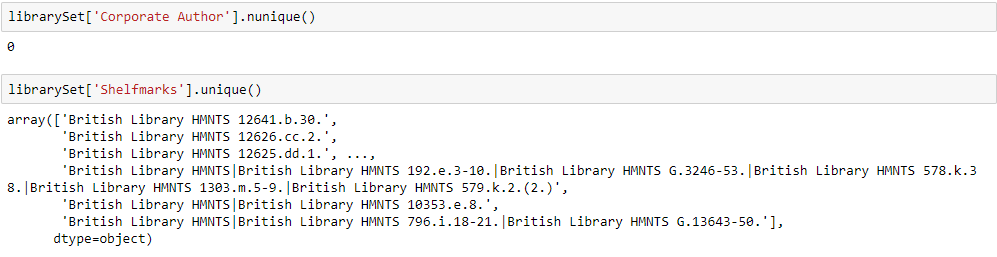 librarySet['Corporate Author'].nunique()
0
librarySet['Shelfmarks'].unique()
array(['British Library HMNTS 12641.b.30.',
'British Library HMNTS 12626.cc.2.',
'British Library HMNTS 12625.dd.1.', ...,
'British Library HMNTS|British Library HMNTS 192.e.3-10.|British Library HMNTS G.3246-53.|British Library HMNTS 578.k.3
8.|British Library HMNTS 1303.m.5-9.|British Library HMNTS 579.k.2.(2.)',
'British Library HMNTS|British Library HMNTS 10353.e.8.',
'British Library HMNTS|British Library HMNTS 796.i.18-21.|British Library HMNTS G.13643-50.'],
dtype=object)